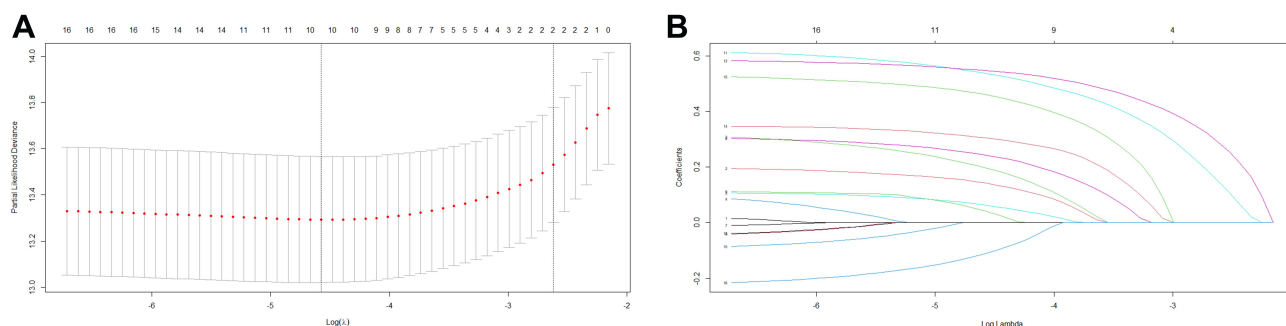 A
16 16 16 16 15 14 14 14 11 11 11 10 10 10 9 9 8 8 7 7 5 5 5 4 4 3 2 2 2 2 2 2 2 1 0
Partial Likelihood Deviance
14.0
13.8
13.6
13.4
13.2
13.0
-6 -5 -4 -3 -2
Log(λ)
B
16 11 9 4
Coefficients
0.6
0.4
0.2
0.0
-0.2
-6 -5 -4 -3
Log Lambda